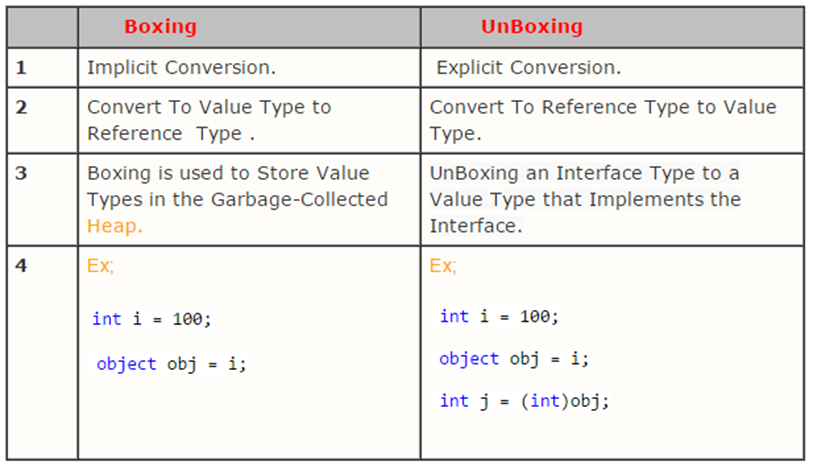 Boxing UnBoxing
1 Implicit Conversion. Explicit Conversion.
2 Convert To Value Type to
Reference Type .
Convert To Reference Type to Value
Type.
3 Boxing is used to Store Value
Types in the Garbage-Collected
Heap.
UnBoxing an Interface Type to a
Value Type that Implements the
Interface.
4 Ex;
int i = 100;
object obj = i;
Ex;
int i = 100;
object obj = i;
int j = (int)obj;